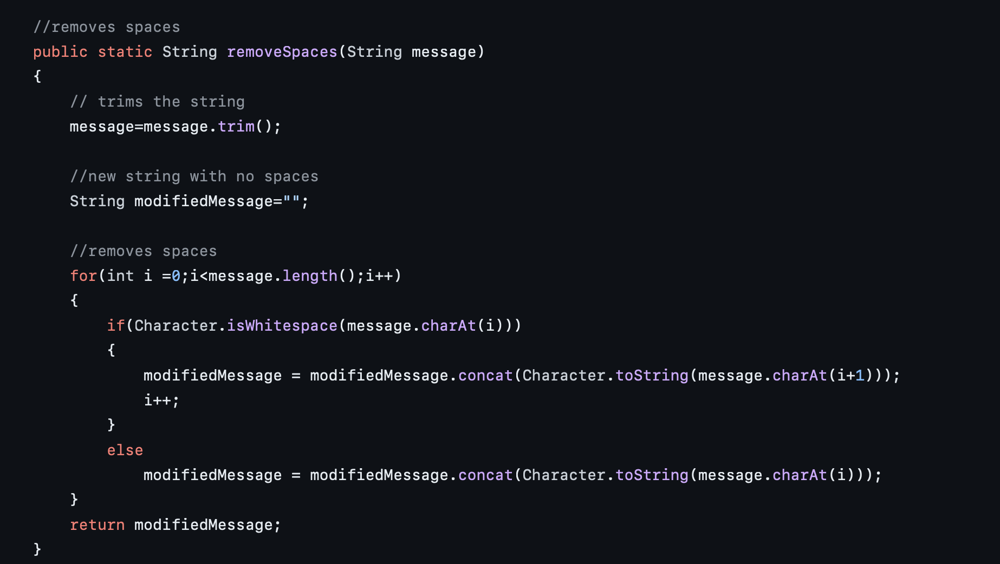 //removes spaces
public static String removeSpaces(String message)
{
    // trims the string
    message=message.trim();

    //new string with no spaces
    String modifiedMessage="";

    //removes spaces
    for(int i =0;i<message.length();i++)
    {
        if(Character.isWhitespace(message.charAt(i)))
        {
            modifiedMessage = modifiedMessage.concat(Character.toString(message.charAt(i+1)));
            i++;
        }
        else
            modifiedMessage = modifiedMessage.concat(Character.toString(message.charAt(i)));
    }
    return modifiedMessage;
}